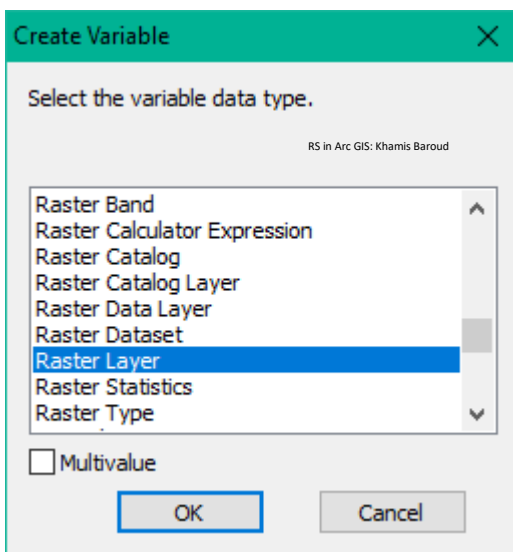 Create Variable
Select the variable data type.
RS in Arc GIS: Khamis Baroud
Raster Band
Raster Calculator Expression
Raster Catalog
Raster Catalog Layer
Raster Data Layer
Raster Dataset
Raster Layer
Raster Statistics
Raster Type
Multivalue
OK Cancel